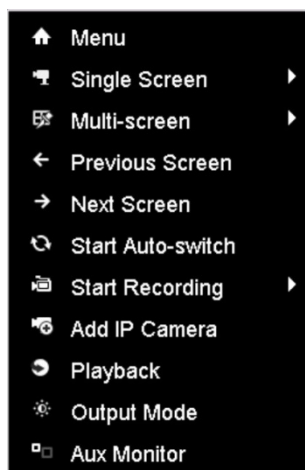 Menu
Single Screen
Multi-screen
Previous Screen
Next Screen
Start Auto-switch
Start Recording
Add IP Camera
Playback
Output Mode
Aux Monitor